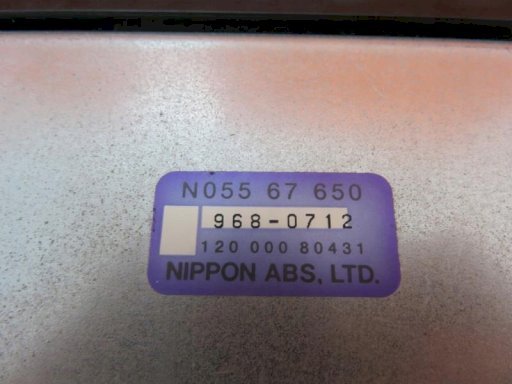 N055 67 650
968-0712
120 000 80431
NIPPON ABS, LTD.